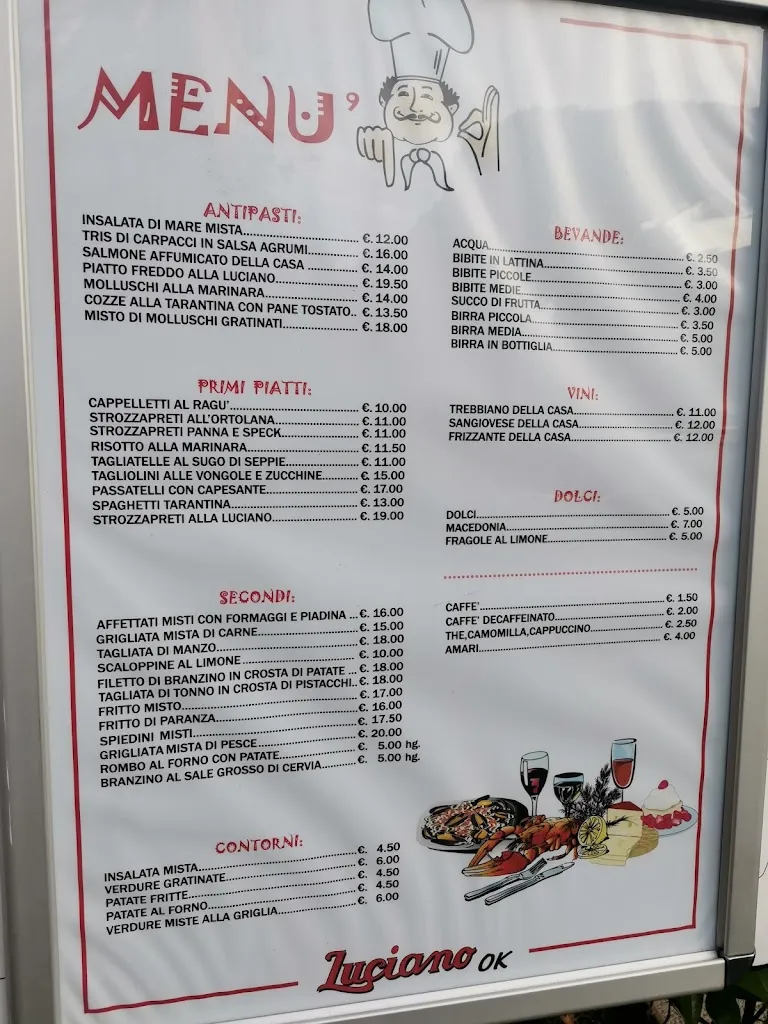 MENU'
ANTIPASTI:
INSALATA DI MARE MISTA.......... €. 12.00
TRIS DI CARPACCI IN SALSA AGRUMI.......... €. 16.00
SALMONE AFFUMICATO DELLA CASA .......... €. 14.00
PIATTO FREDDO ALLA LUCIANO.......... €. 19.50
MOLLUSCHI ALLA MARINARA.......... €. 14.00
COZZE ALLA TARANTINA CON PANE TOSTATO.. €. 13.50
MISTO DI MOLLUSCHI GRATINATI.......... €. 18.00
PRIMI PIATTI:
CAPPELLETTI AL RAGU'.......... €. 10.00
STROZZAPRETI ALL'ORTOLANA.......... €. 11.00
STROZZAPRETI PANNA E SPECK.......... €. 11.00
RISOTTO ALLA MARINARA.......... €. 11.50
TAGLIATELLE AL SUGO DI SEPPIE.......... €. 11.00
TAGLIOLINI ALLE VONGOLE E ZUCCHINE.......... €. 15.00
PASSATELLI CON CAPESANTE.......... €. 17.00
SPAGHETTI TARANTINA.......... €. 13.00
STROZZAPRETI ALLA LUCIANO.......... €. 19.00
SECONDI:
AFFETTATI MISTI CON FORMAGGI E PIADINA ... €. 16.00
GRIGLIATA MISTA DI CARNE.......... €. 15.00
TAGLIATA DI MANZO.......... €. 18.00
SCALOPPINE AL LIMONE .......... €. 10.00
FILETTO DI BRANZINO IN CROSTA DI PATATE ... €. 18.00
TAGLIATA DI TONNO IN CROSTA DI PISTACCHI.. €. 18.00
FRITTO MISTO.......... €. 17.00
FRITTO DI PARANZA.......... €. 16.00
SPIEDINI MISTI.......... €. 17.50
GRIGLIATA MISTA DI PESCE.......... €. 20.00
ROMBO AL FORNO CON PATATE.......... €. 5.00 hg.
BRANZINO AL SALE GROSSO DI CERVIA.......... €. 5.00 hg.
CONTORNI:
INSALATA MISTA.......... €. 4.50
VERDURE GRATINATE.......... €. 6.00
PATATE FRITTE.......... €. 4.50
PATATE AL FORNO.......... €. 4.50
VERDURE MISTE ALLA GRIGLIA.......... €. 6.00
BEVANDE:
ACQUA.......... €. 2.50
BIBITE IN LATTINA.......... €. 3.50
BIBITE PICCOLE.......... €. 3.00
BIBITE MEDIE.......... €. 4.00
SUCCO DI FRUTTA.......... €. 3.00
BIRRA PICCOLA.......... €. 3.50
BIRRA MEDIA.......... €. 5.00
BIRRA IN BOTTIGLIA.......... €. 5.00
VINI:
TREBBIANO DELLA CASA.......... €. 11.00
SANGIOVESE DELLA CASA.......... €. 12.00
FRIZZANTE DELLA CASA.......... €. 12.00
DOLCI:
DOLCI.......... €. 5.00
MACEDONIA.......... €. 7.00
FRAGOLE AL LIMONE.......... €. 5.00
CAFFE'.......... €. 1.50
CAFFE' DECAFFEINATO.......... €. 2.00
THE,CAMOMILLA,CAPPUCCINO.......... €. 2.50
AMARI.......... €. 4.00
Luciano OK